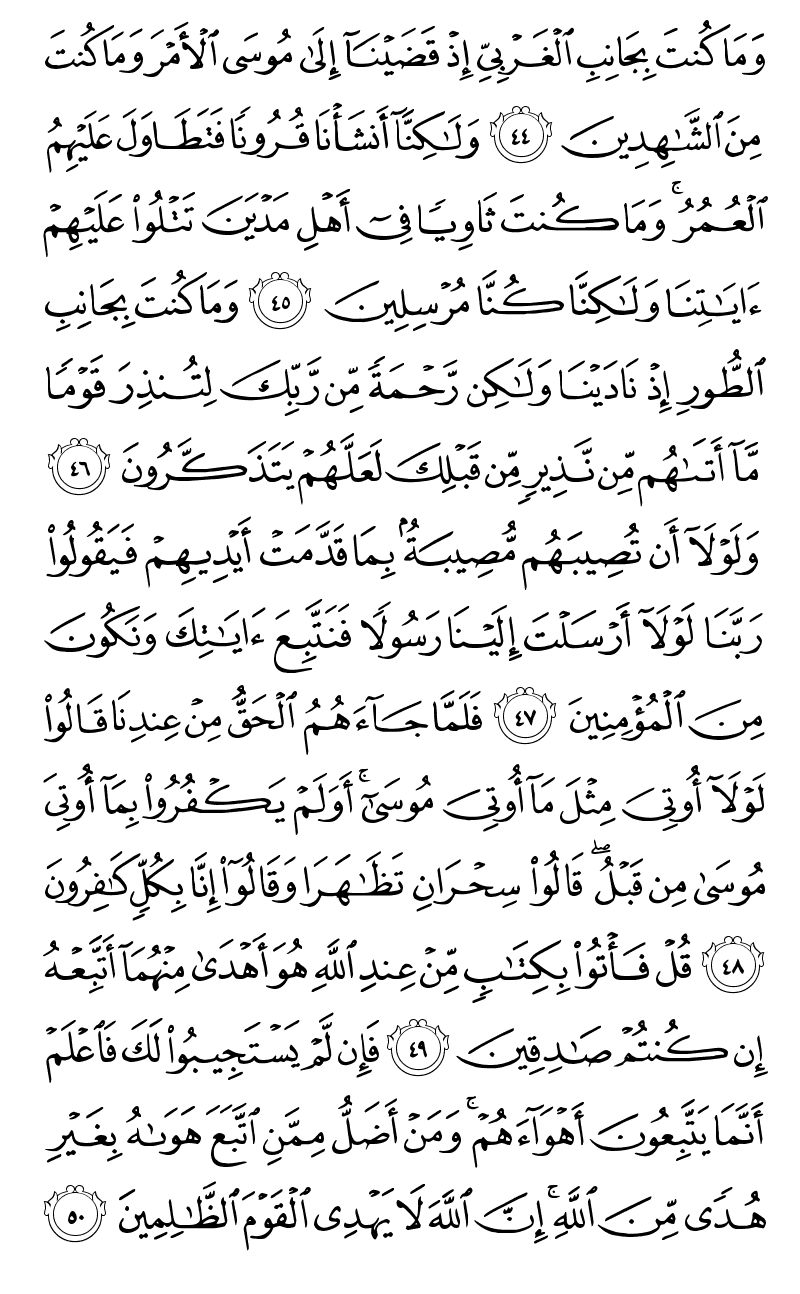 وَمَا كُنتَ بِجَانِبِ ٱلْغَرْبِىِّ إِذْ قَضَيْنَآ إِلَىٰ مُوسَى ٱلْأَمْرَ وَمَا كُنتَ
مِنَ ٱلشَّـٰهِدِينَ ٤٤ وَلَـٰكِنَّآ أَنشَأْنَا قُرُونًا فَتَطَاوَلَ عَلَيْهِمُ
ٱلْعُمُرُ ۚ وَمَا كُنتَ ثَاوِيًا فِىٓ أَهْلِ مَدْيَنَ تَتْلُوا۟ عَلَيْهِمْ
ءَايَـٰتِنَا وَلَـٰكِنَّا كُنَّا مُرْسِلِينَ ٤٥ وَمَا كُنتَ بِجَانِبِ
ٱلطُّورِ إِذْ نَادَيْنَا وَلَـٰكِن رَّحْمَةً مِّن رَّبِّكَ لِتُنذِرَ قَوْمًا
مَّآ أَتَىٰهُم مِّن نَّذِيرٍ مِّن قَبْلِكَ لَعَلَّهُمْ يَتَذَكَّرُونَ ٤٦
وَلَوْلَآ أَن تُصِيبَهُم مُّصِيبَةٌۢ بِمَا قَدَّمَتْ أَيْدِيهِمْ فَيَقُولُوا۟
رَبَّنَا لَوْلَآ أَرْسَلْتَ إِلَيْنَا رَسُولًا فَنَتَّبِعَ ءَايَـٰتِكَ وَنَكُونَ
مِنَ ٱلْمُؤْمِنِينَ ٤٧ فَلَمَّا جَآءَهُمُ ٱلْحَقُّ مِنْ عِندِنَا قَالُوا۟
لَوْلَآ أُوتِىَ مِثْلَ مَآ أُوتِىَ مُوسَىٰٓ ۚ أَوَلَمْ يَكْفُرُوا۟ بِمَآ أُوتِىَ
مُوسَىٰ مِن قَبْلُ ۖ قَالُوا۟ سِحْرَانِ تَظَـٰهَرَا وَقَالُوٓا۟ إِنَّا بِكُلٍّ كَـٰفِرُونَ
٤٨ قُلْ فَأْتُوا۟ بِكِتَـٰبٍ مِّنْ عِندِ ٱللَّهِ هُوَ أَهْدَىٰ مِنْهُمَآ أَتَّبِعْهُ
إِن كُنتُمْ صَـٰدِقِينَ ٤٩ فَإِن لَّمْ يَسْتَجِيبُوا۟ لَكَ فَٱعْلَمْ
أَنَّمَا يَتَّبِعُونَ أَهْوَآءَهُمْ ۚ وَمَنْ أَضَلُّ مِمَّنِ ٱتَّبَعَ هَوَىٰهُ بِغَيْرِ
هُدًى مِّنَ ٱللَّهِ ۚ إِنَّ ٱللَّهَ لَا يَهْدِى ٱلْقَوْمَ ٱلظَّـٰلِمِينَ ٥٠